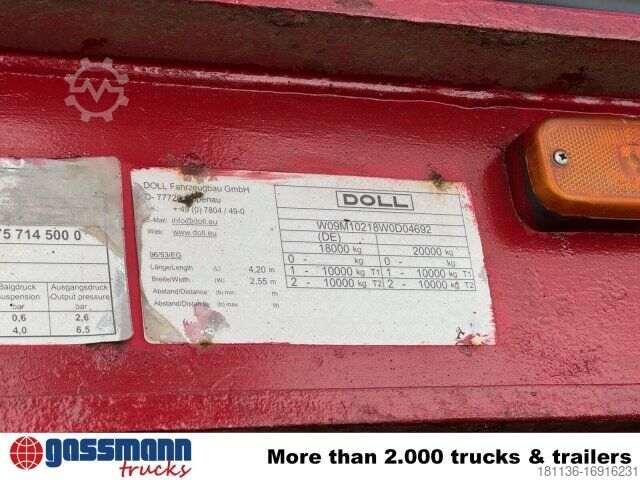 75 714 500 0
Balgdruck
Suspension
bar
Ausgangsdruck
-Output pressure
bar
0,6 2,6
4,0 6,5
DOLL Fahrzeugbau GmbH
D- 77728 Oppenau
Tel.: + 49 (0) 7804 / 49-0
E-Mail: info@doll.eu
Web: www.doll.eu
96/53/EG
Länge/Length (L) - 4,20 m
Breite/Width (W) - 2,55 m
Abstand/Distance (b) min - m
Abstand/Distance (b) max - m
DOLL
W09M10218W0D04692
(DE)
18000 kg 20000 kg
0 - kg 0 - kg
1 - 10000 kg T1 1 - 10000 kg T1
2 - 10000 kg T2 2 - 10000 kg T2
gassmann
trucks
More than 2.000 trucks & trailers
181136-16916231